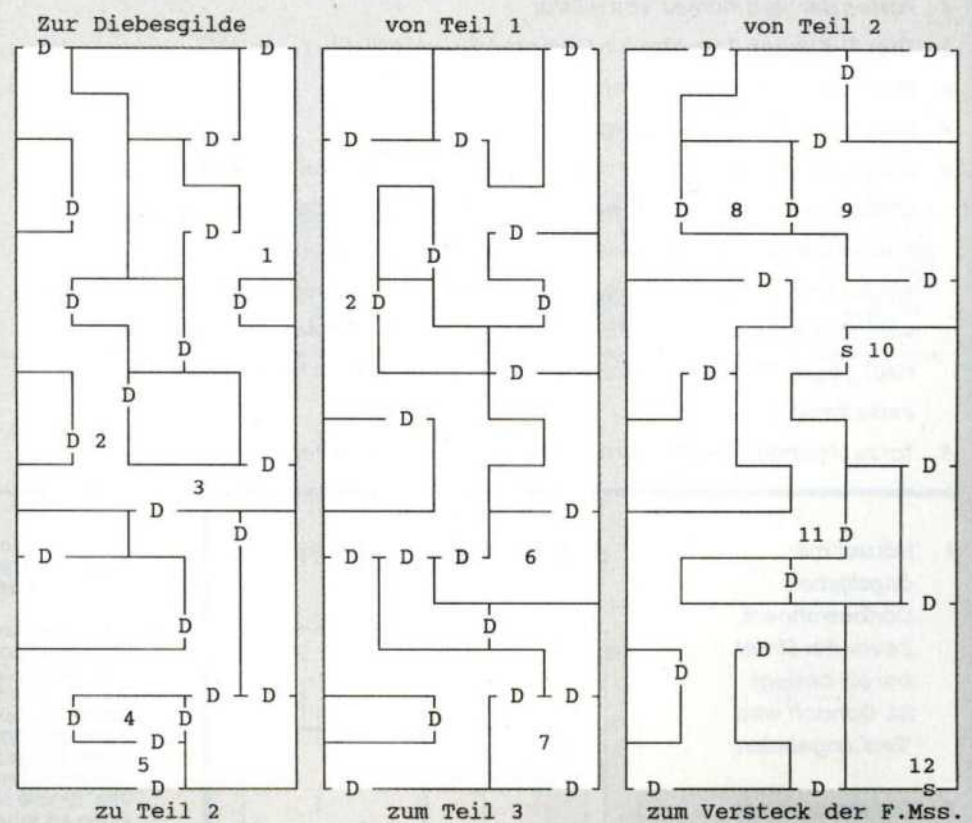 Zur Diebesgilde von Teil 1 von Teil 2
D D D D
D
D D D D
D D 8 D 9
D D
1 D
D D
D D 2 D D
D s 10
D D
D
D
D 2
D D
3
D D
D 11 D
D D D D 6
D
D
D D
D
D
D D D D
D 4 D D
D 7
5 12
D D D D D s
zu Teil 2 zum Teil 3 zum Versteck der F.Mss.